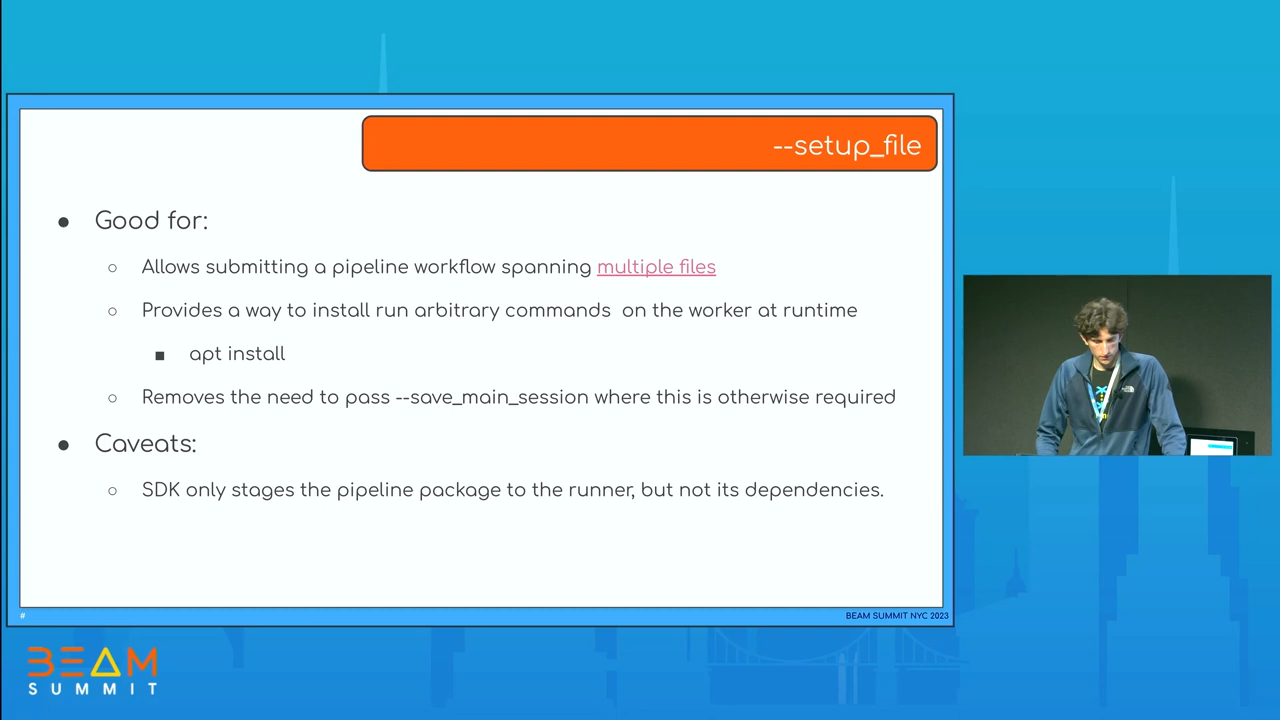 --setup_file
● Good for:
○ Allows submitting a pipeline workflow spanning multiple files
○ Provides a way to install run arbitrary commands  on the worker at runtime
■ apt install
○ Removes the need to pass --save_main_session where this is otherwise required
● Caveats:
○ SDK only stages the pipeline package to the runner, but not its dependencies.
#
BEAM SUMMIT NYC 2023
BEAM
SUMMIT